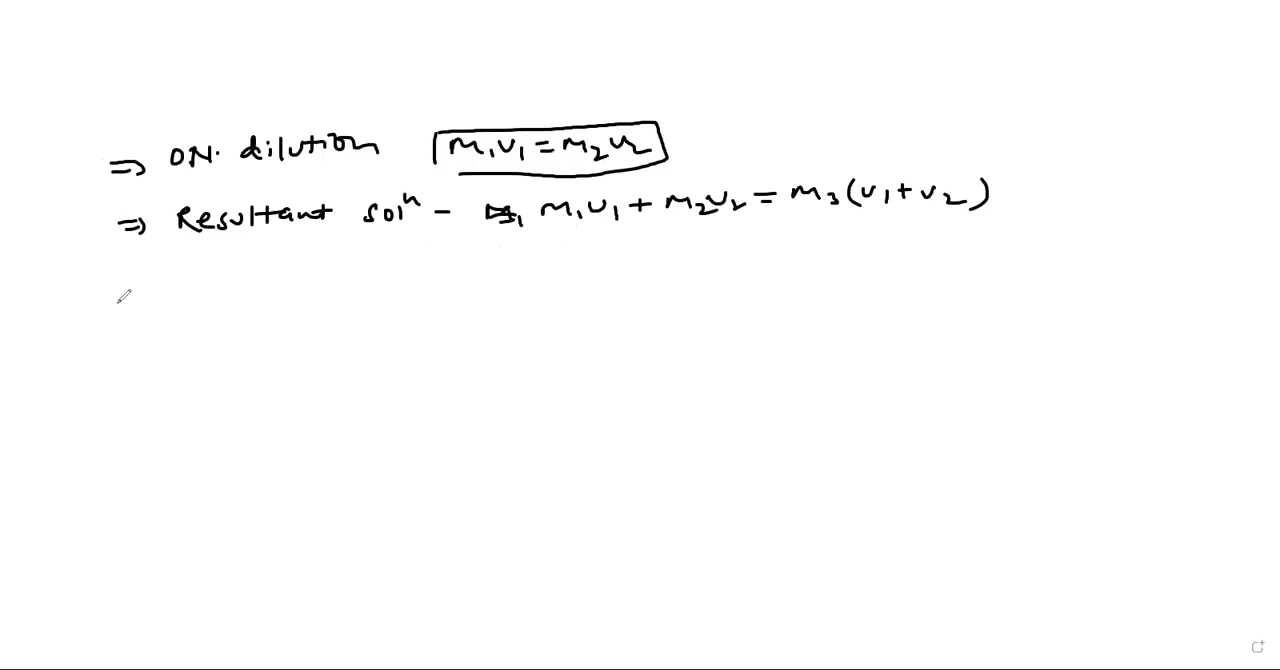 ⇒ ON. dilution m₁v₁ = m₂v₂
⇒ Resultant solⁿ - m₁v₁ + m₂v₂ = m₃(v₁+v₂)